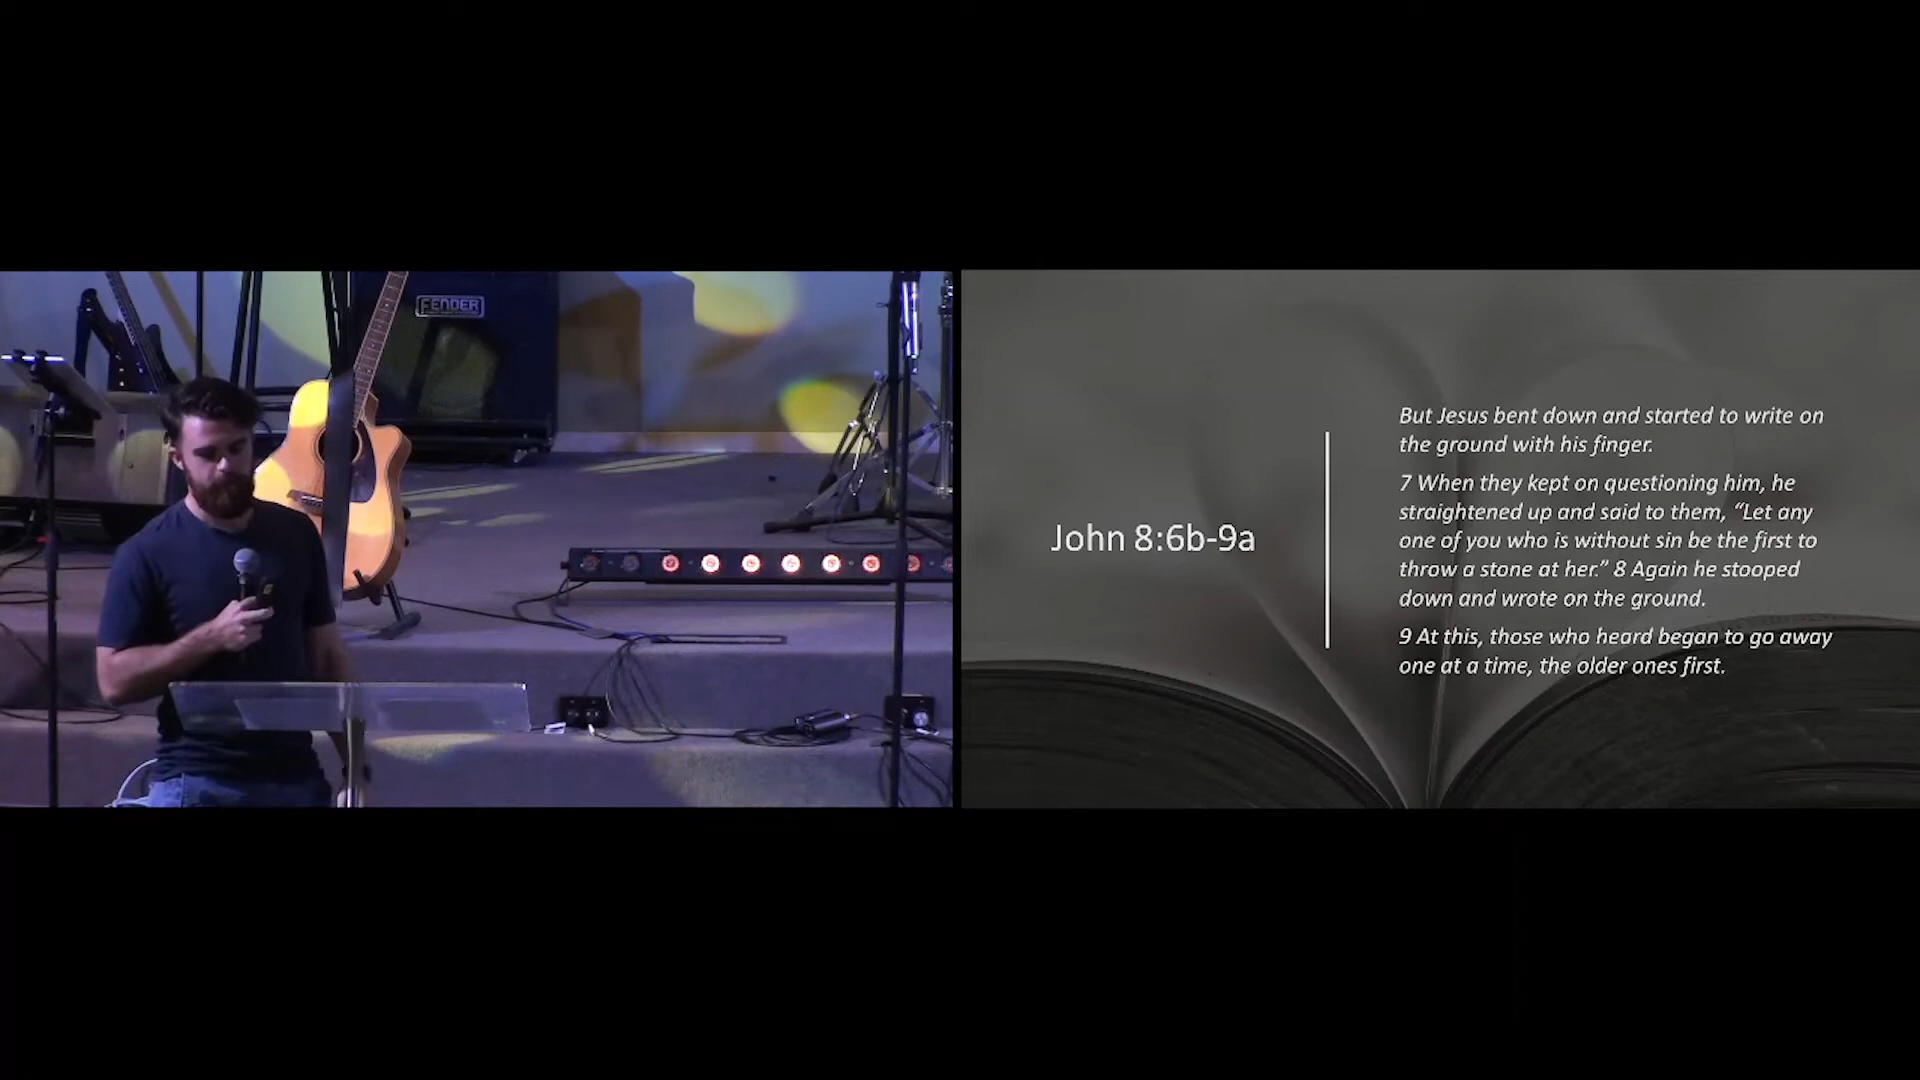 FENDER
John 8:6b-9a
But Jesus bent down and started to write on
the ground with his finger.
7 When they kept on questioning him, he
straightened up and said to them, “Let any
one of you who is without sin be the first to
throw a stone at her.” 8 Again he stooped
down and wrote on the ground.
9 At this, those who heard began to go away
one at a time, the older ones first.